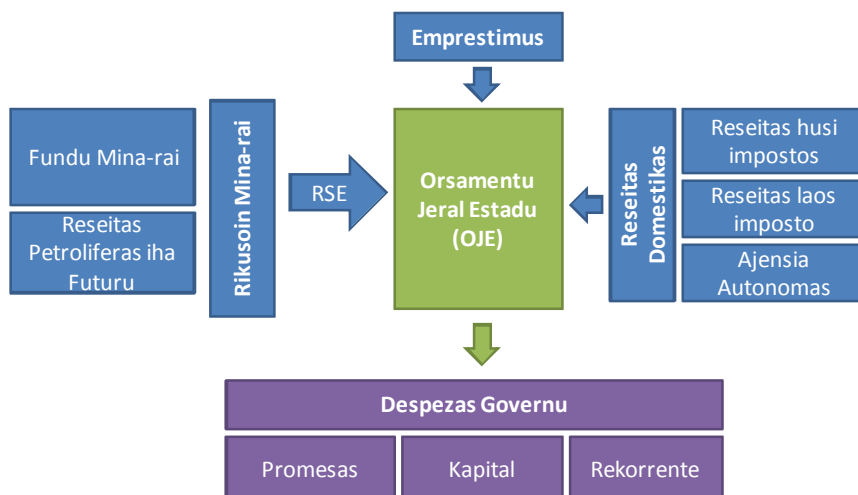 Emprestimus
Fundu Mina-rai
Reseitas
Petroliferas iha
Futuru
Rikusoin Mina-rai
RSE
Orsamentu
Jeral Estadu
(OJE)
Reseitas
Domestikas
Reseitas husi
impostos
Reseitas laos
imposto
Ajensia
Autonomas
Despezas Governu
Promesas
Kapital
Rekorrente